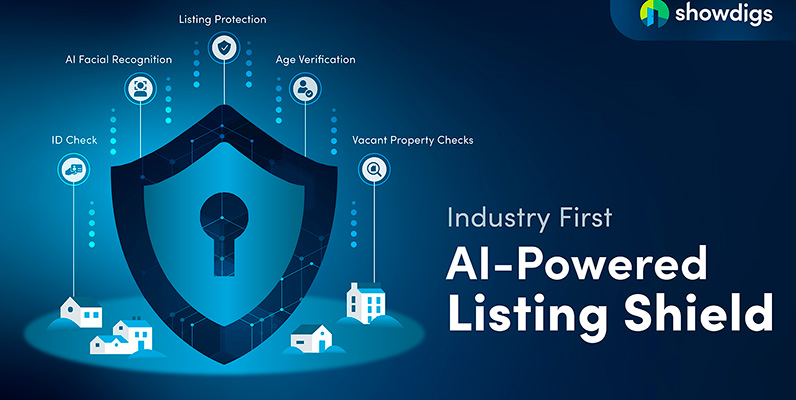 showdigs
Listing Protection
AI Facial Recognition
Age Verification
ID Check
Vacant Property Checks
Industry First
AI-Powered
Listing Shield